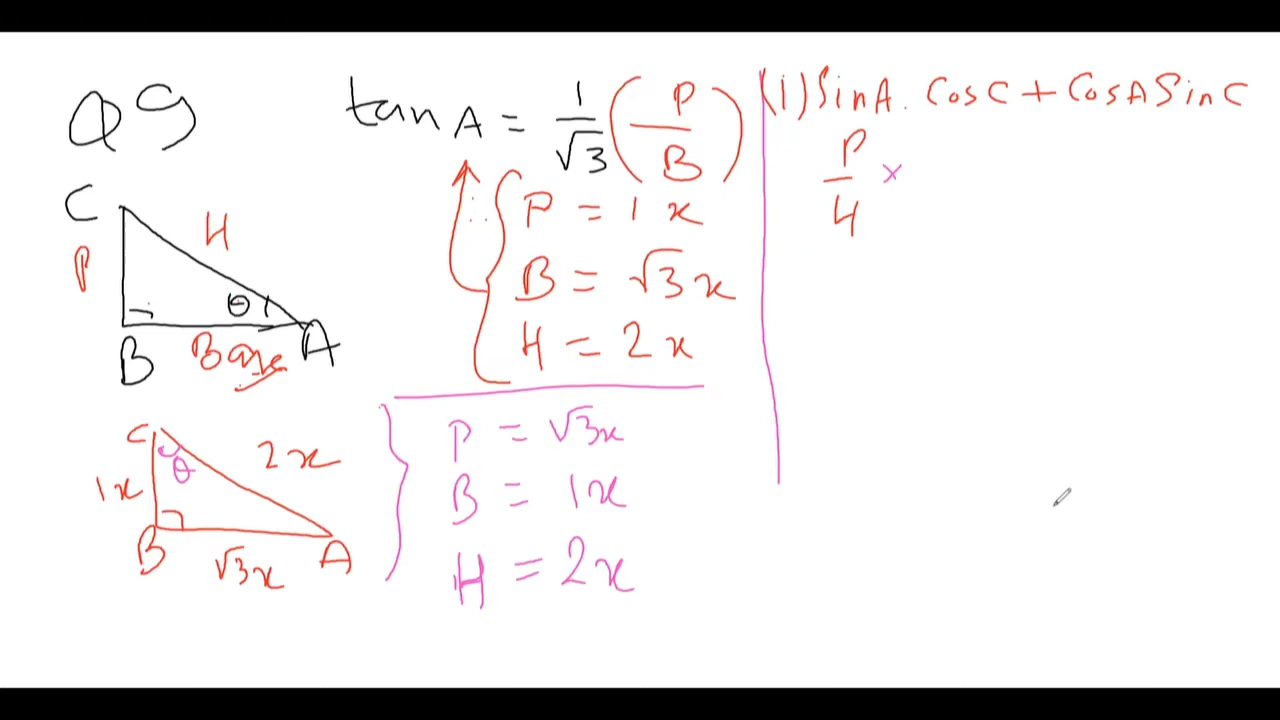 Q9
tan A = 1/√3 (P/B)
P = 1x
B = √3x
H = 2x
C
P
H
θ
B
Base
A
C
θ
1x
2x
B
√3x
A
P = √3x
B = 1x
H = 2x
(i) SinA. CosC + CosA SinC
P/H ×